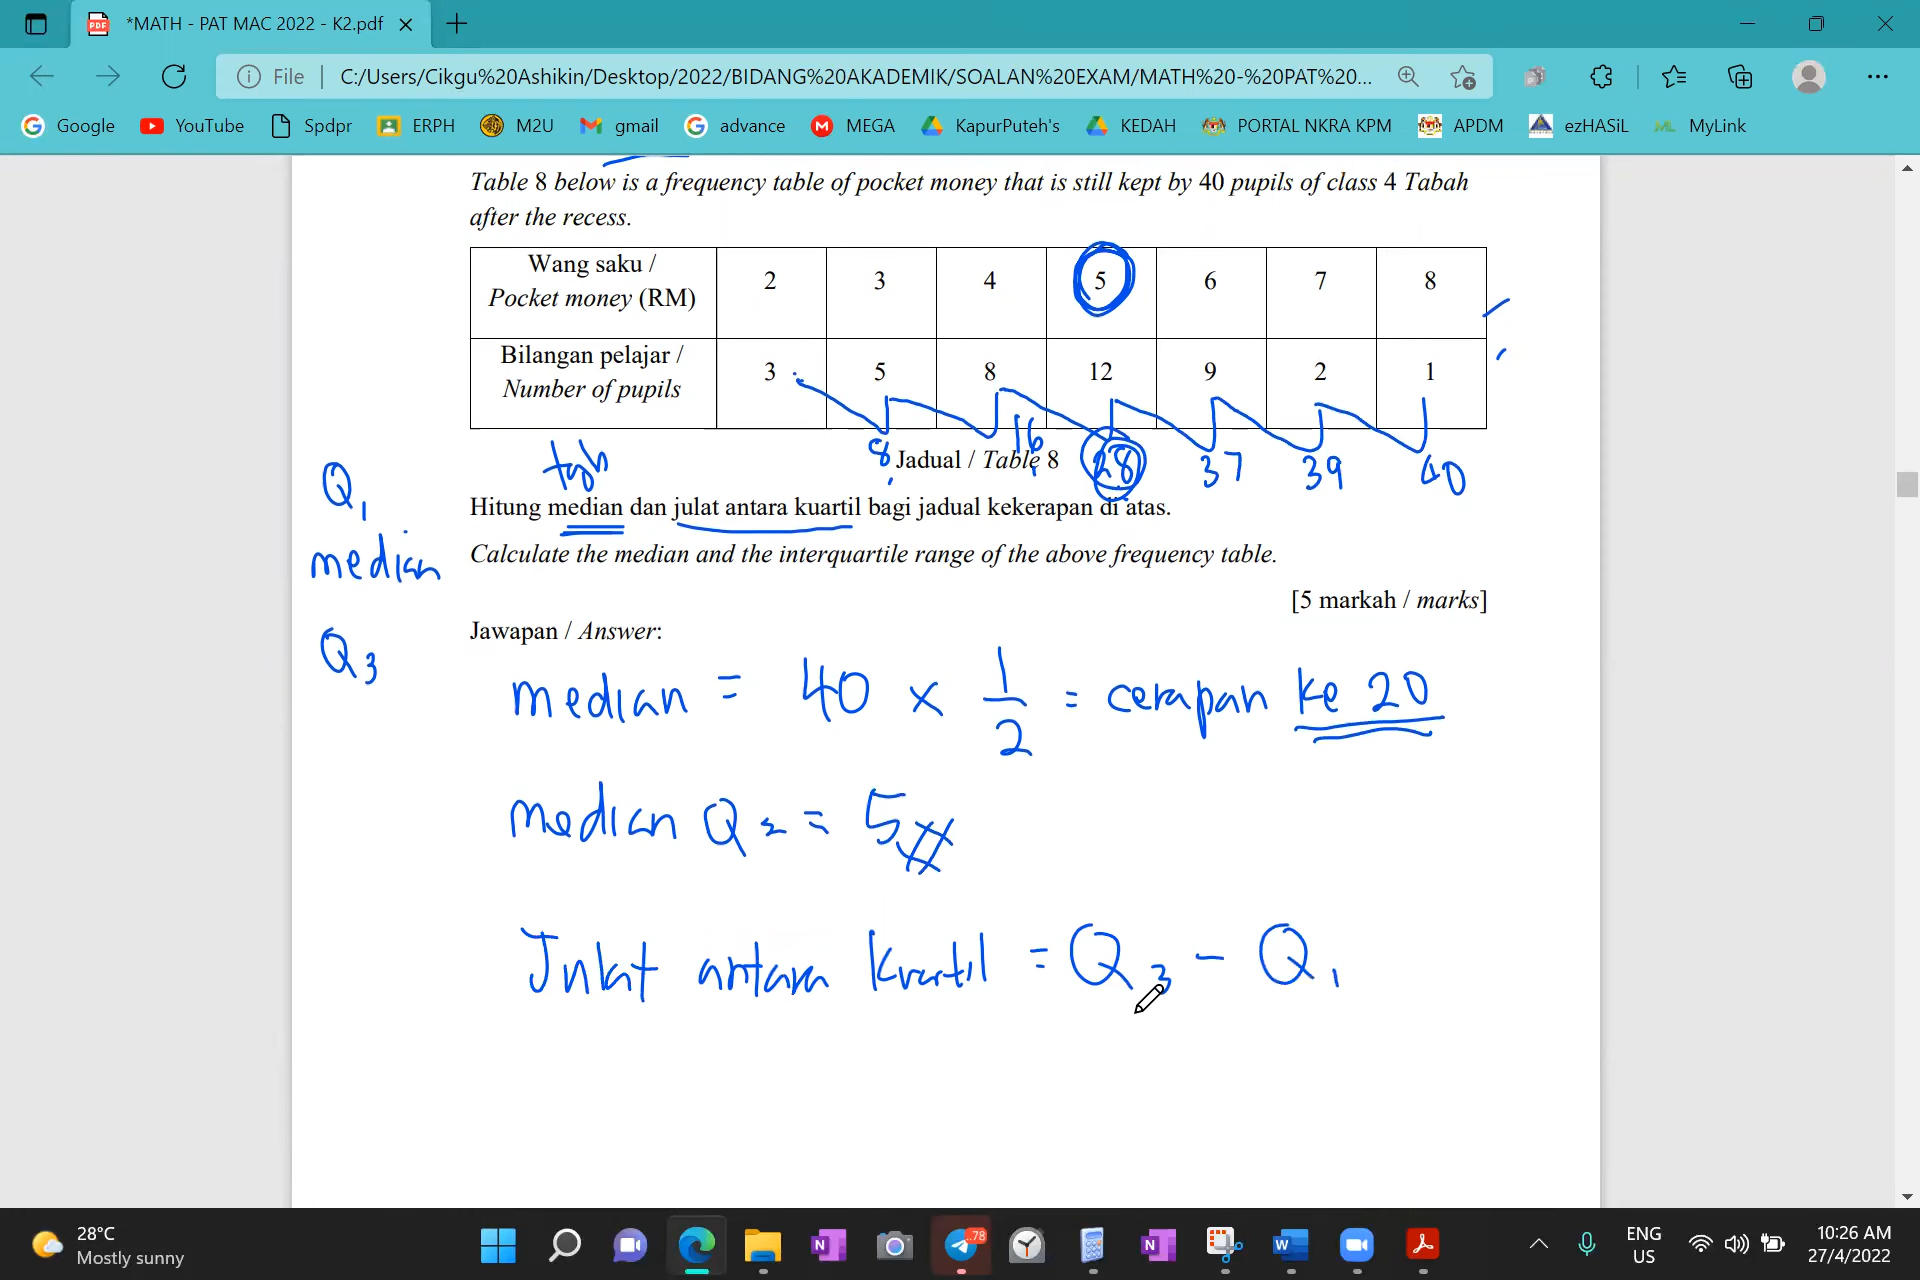 *MATH - PAT MAC 2022 - K2.pdf
File
C:/Users/Cikgu%20Ashikin/Desktop/2022/BIDANG%20AKADEMIK/SOALAN%20EXAM/MATH%20-%20PAT%20...
Google YouTube Spdpr ERPH M2U gmail advance MEGA KapurPuteh's KEDAH PORTAL NKRA KPM APDM ezHASiL MyLink
Table 8 below is a frequency table of pocket money that is still kept by 40 pupils of class 4 Tabah
after the recess.
Wang saku / Pocket money (RM) 2 3 4 5 6 7 8
Bilangan pelajar / Number of pupils 3 5 8 12 9 2 1
8 16 28 37 39 40
Jadual / Table 8
Q1
Hitung median dan julat antara kuartil bagi jadual kekerapan di atas.
median
Calculate the median and the interquartile range of the above frequency table.
[5 markah / marks]
Q3
Jawapan / Answer:
median = 40 x 1/2 = cerapan ke 20
median Q2 = 5
Julat antara kuartil = Q3 - Q1
28°C
Mostly sunny
78
ENG
US
10:26 AM
27/4/2022